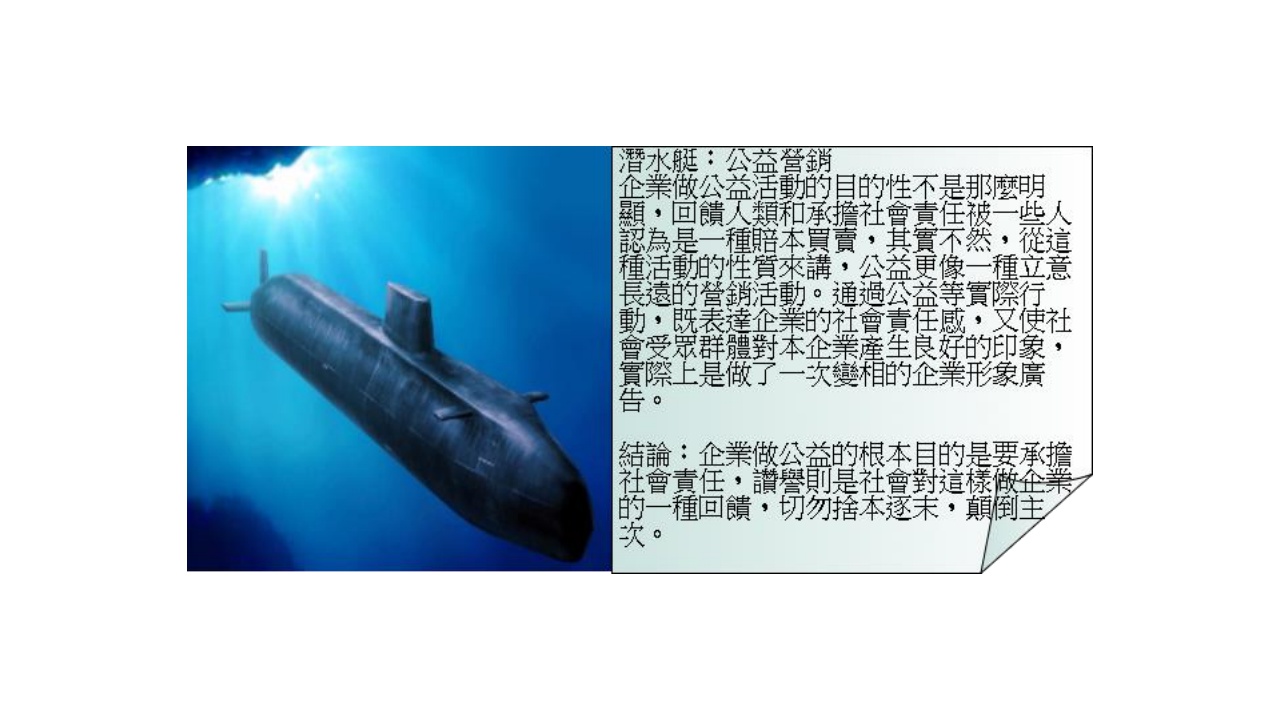 潛水艇：公益營銷
企業做公益活動的目的性不是那麼明
顯，回饋人類和承擔社會責任被一些人
認為是一種賠本買賣，其實不然，從這
種活動的性質來講，公益更像一種立意
長遠的營銷活動。通過公益等實際行
動，既表達企業的社會責任感，又使社
會受眾群體對本企業產生良好的印象，
實際上是做了一次變相的企業形象廣
告。
結論：企業做公益的根本目的是要承擔
社會責任，讚譽則是社會對這樣做企業
的一種回饋，切勿捨本逐末，顛倒主
次。